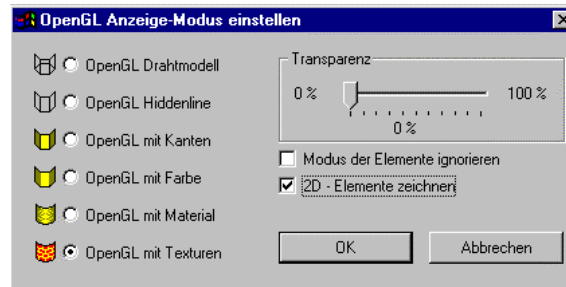 OpenGL Anzeige-Modus einstellen
OpenGL Drahtmodell
OpenGL Hiddenline
OpenGL mit Kanten
OpenGL mit Farbe
OpenGL mit Material
OpenGL mit Texturen
Transparenz
0 % 100 %
0 %
Modus der Elemente ignorieren
2D - Elemente zeichnen
OK Abbrechen